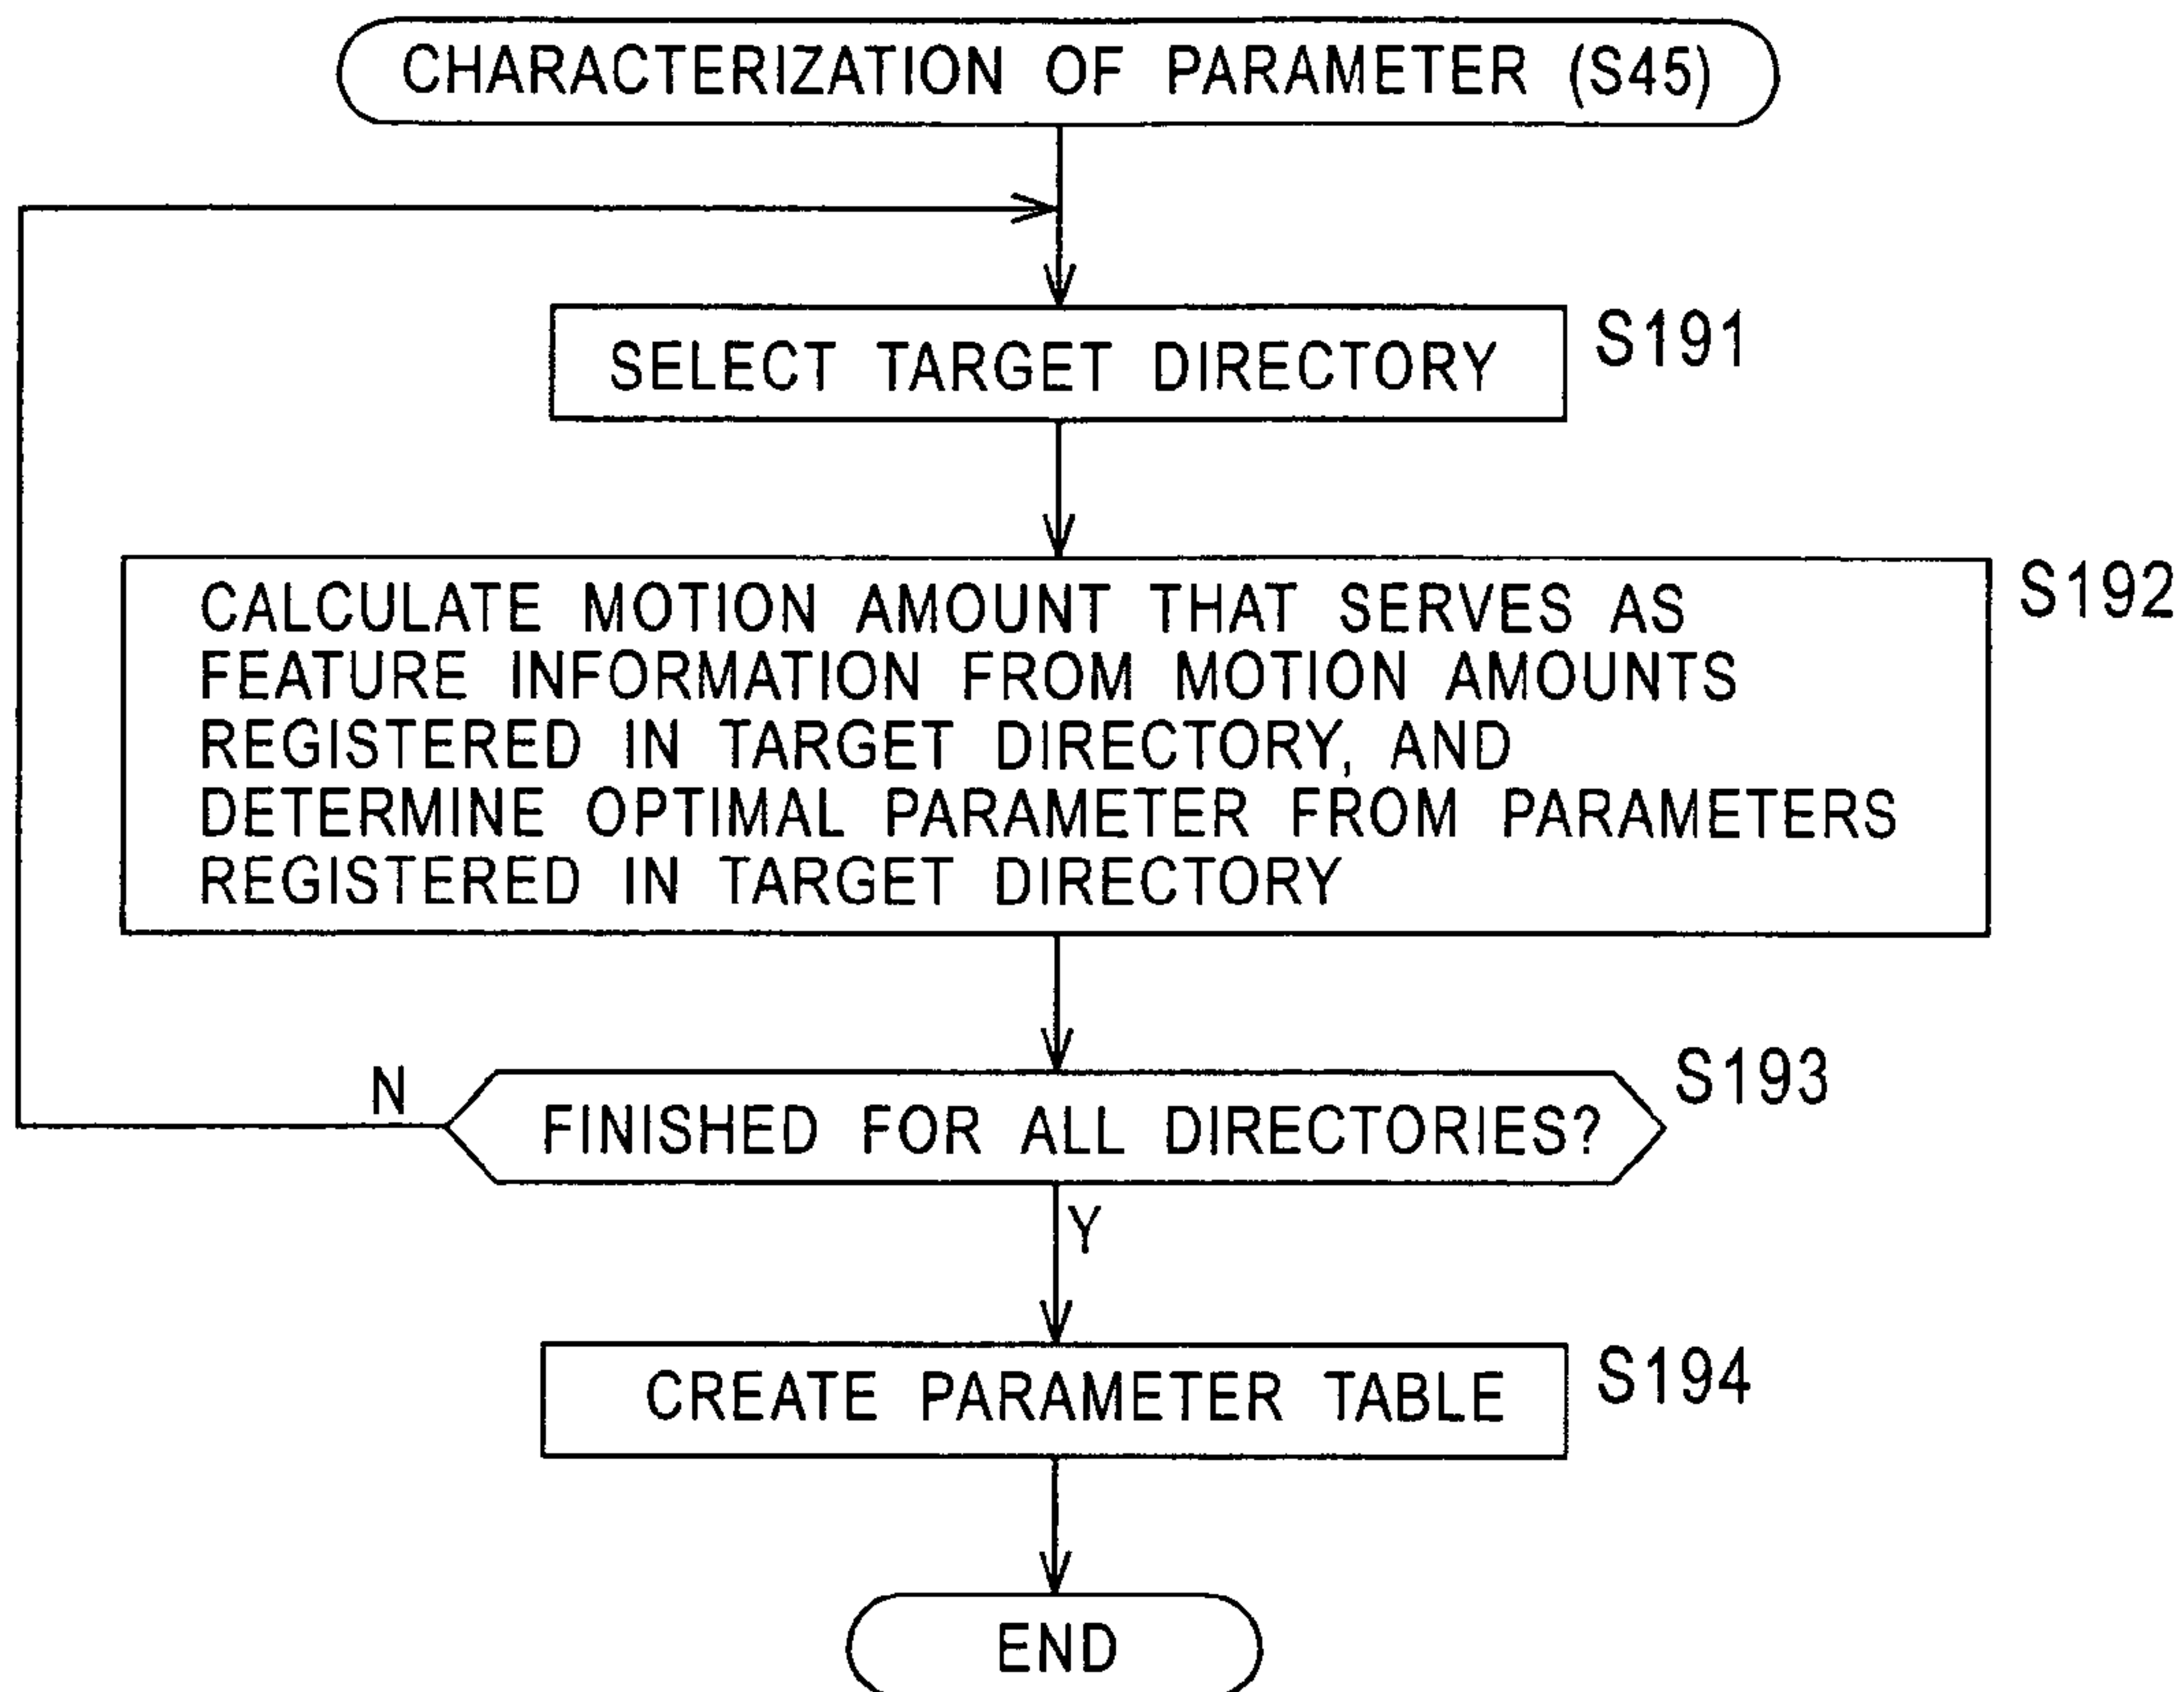 CHARACTERIZATION OF PARAMETER (S45)
SELECT TARGET DIRECTORY
S191
CALCULATE MOTION AMOUNT THAT SERVES AS
FEATURE INFORMATION FROM MOTION AMOUNTS
REGISTERED IN TARGET DIRECTORY, AND
DETERMINE OPTIMAL PARAMETER FROM PARAMETERS
REGISTERED IN TARGET DIRECTORY
S192
N
FINISHED FOR ALL DIRECTORIES?
S193
Y
CREATE PARAMETER TABLE
S194
END